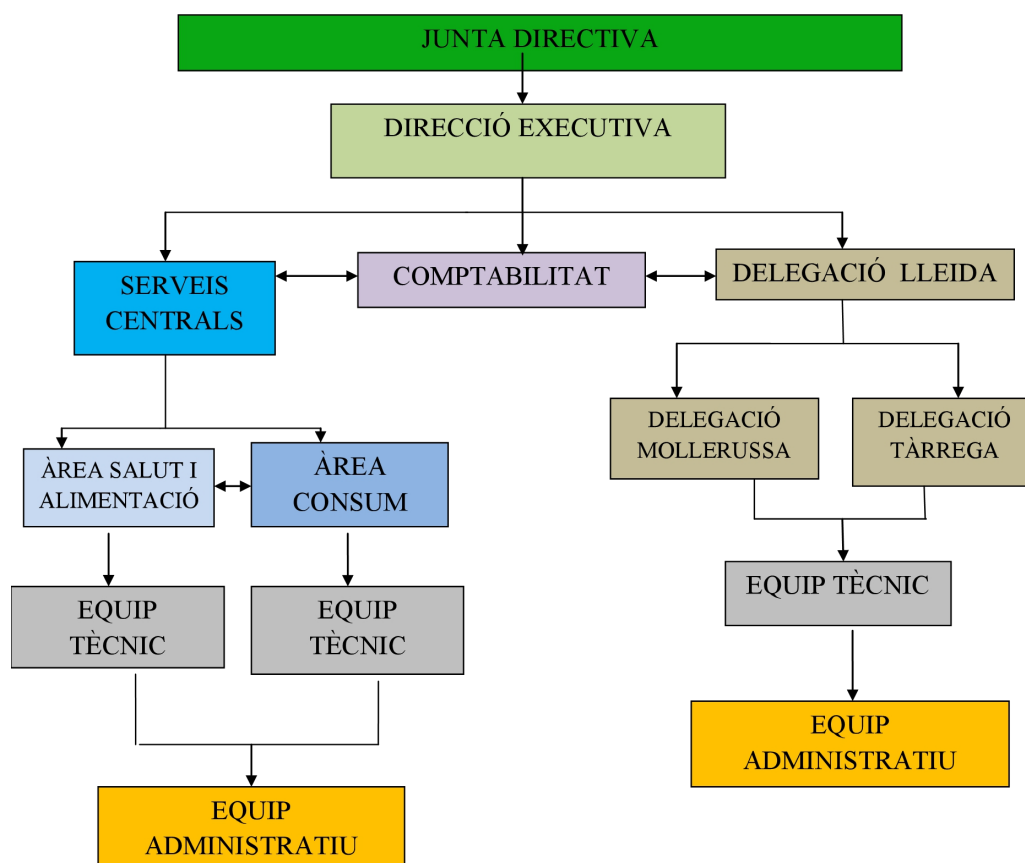 JUNTA DIRECTIVA
DIRECCIÓ EXECUTIVA
SERVEIS
CENTRALS
COMPTABILITAT
DELEGACIÓ LLEIDA
DELEGACIÓ
MOLLERUSSA
DELEGACIÓ
TÀRREGA
ÀREA SALUT I
ALIMENTACIÓ
ÀREA
CONSUM
EQUIP
TÈCNIC
EQUIP
TÈCNIC
EQUIP TÈCNIC
EQUIP
ADMINISTRATIU
EQUIP
ADMINISTRATIU